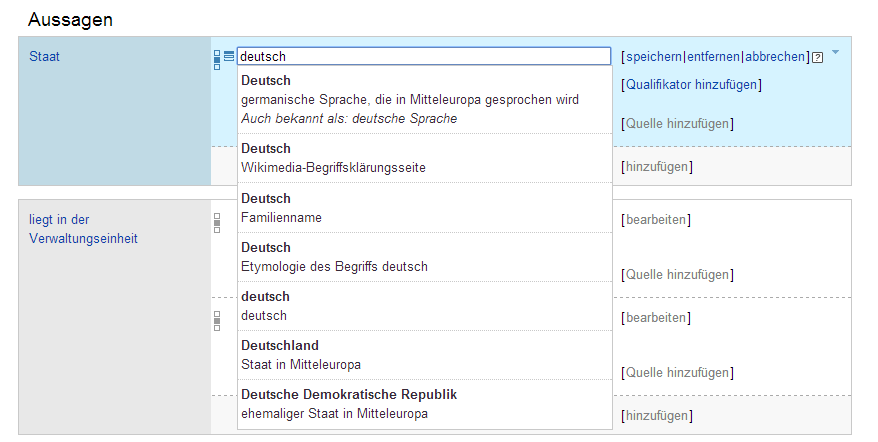 Aussagen
Staat
deutsch
[speichern|entfernen|abbrechen][?]
Deutsch
germanische Sprache, die in Mitteleuropa gesprochen wird
Auch bekannt als: deutsche Sprache
[Qualifikator hinzufügen]
[Quelle hinzufügen]
Deutsch
Wikimedia-Begriffsklärungsseite
[hinzufügen]
Deutsch
Familienname
liegt in der
Verwaltungseinheit
[bearbeiten]
Deutsch
Etymologie des Begriffs deutsch
[Quelle hinzufügen]
deutsch
deutsch
[bearbeiten]
Deutschland
Staat in Mitteleuropa
[Quelle hinzufügen]
Deutsche Demokratische Republik
ehemaliger Staat in Mitteleuropa
[hinzufügen]